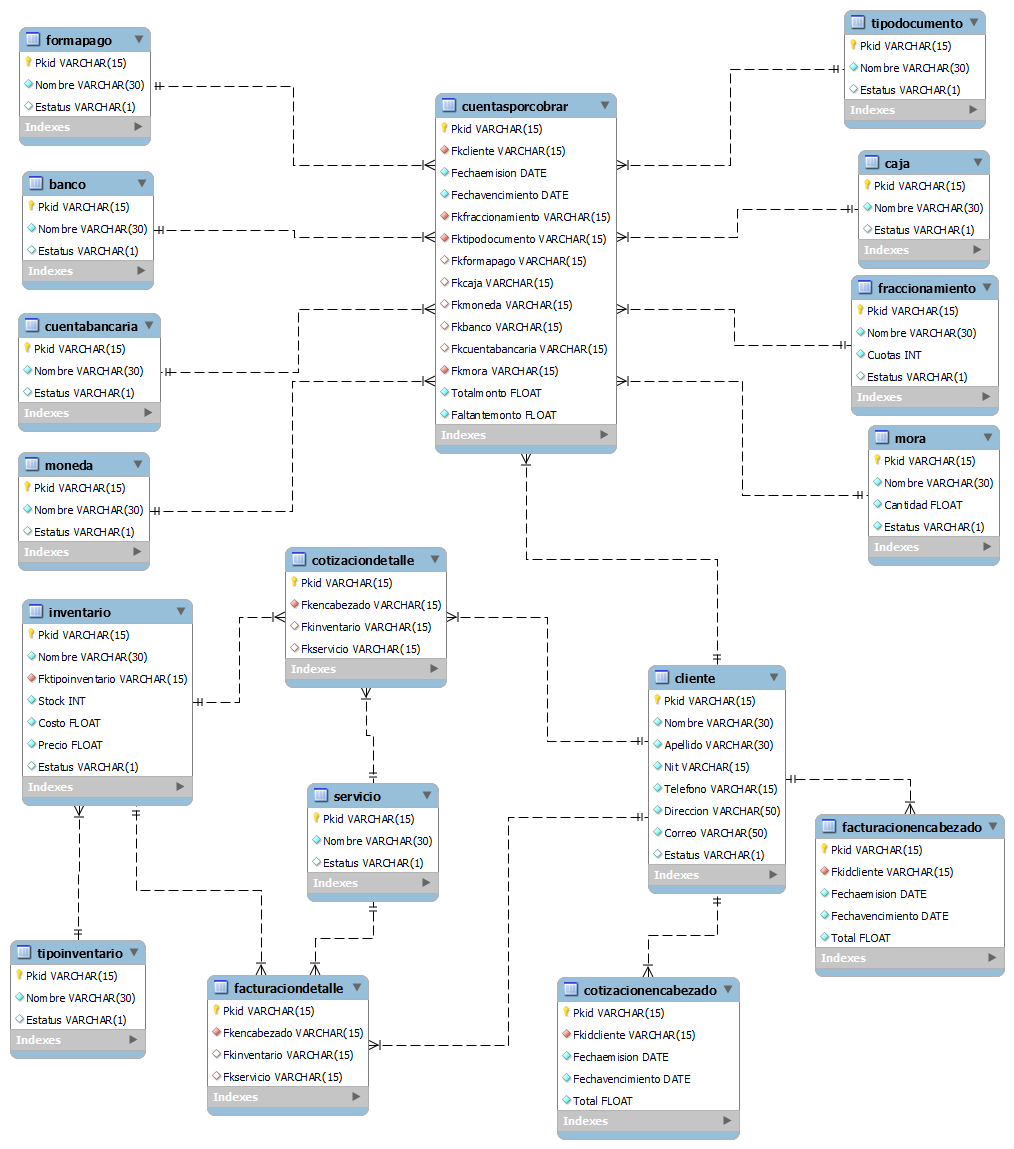 formapago
Pkid VARCHAR(15)
Nombre VARCHAR(30)
Estatus VARCHAR(1)
Indexes
banco
Pkid VARCHAR(15)
Nombre VARCHAR(30)
Estatus VARCHAR(1)
Indexes
cuentabancaria
Pkid VARCHAR(15)
Nombre VARCHAR(30)
Estatus VARCHAR(1)
Indexes
moneda
Pkid VARCHAR(15)
Nombre VARCHAR(30)
Estatus VARCHAR(1)
Indexes
cuentasporcobrar
Pkid VARCHAR(15)
Fkcliente VARCHAR(15)
Fechaemision DATE
Fechavencimiento DATE
Fkfraccionamiento VARCHAR(15)
Fktipodocumento VARCHAR(15)
Fkformapago VARCHAR(15)
Fkcaja VARCHAR(15)
Fkmoneda VARCHAR(15)
Fkbanco VARCHAR(15)
Fkcuentabancaria VARCHAR(15)
Fkmora VARCHAR(15)
Totalmonto FLOAT
Faltantemonto FLOAT
Indexes
tipodocumento
Pkid VARCHAR(15)
Nombre VARCHAR(30)
Estatus VARCHAR(1)
Indexes
caja
Pkid VARCHAR(15)
Nombre VARCHAR(30)
Estatus VARCHAR(1)
Indexes
fraccionamiento
Pkid VARCHAR(15)
Nombre VARCHAR(30)
Cuotas INT
Estatus VARCHAR(1)
Indexes
mora
Pkid VARCHAR(15)
Nombre VARCHAR(30)
Cantidad FLOAT
Estatus VARCHAR(1)
Indexes
cotizaciondetalle
Pkid VARCHAR(15)
Fkencabezado VARCHAR(15)
Fkinventario VARCHAR(15)
Fkservicio VARCHAR(15)
Indexes
inventario
Pkid VARCHAR(15)
Nombre VARCHAR(30)
Fktipoinventario VARCHAR(15)
Stock INT
Costo FLOAT
Precio FLOAT
Estatus VARCHAR(1)
Indexes
servicio
Pkid VARCHAR(15)
Nombre VARCHAR(30)
Estatus VARCHAR(1)
Indexes
cliente
Pkid VARCHAR(15)
Nombre VARCHAR(30)
Apellido VARCHAR(30)
Nit VARCHAR(15)
Telefono VARCHAR(15)
Direccion VARCHAR(50)
Correo VARCHAR(50)
Estatus VARCHAR(1)
Indexes
facturacionencabezado
Pkid VARCHAR(15)
Fkidcliente VARCHAR(15)
Fechaemision DATE
Fechavencimiento DATE
Total FLOAT
Indexes
tipoinventario
Pkid VARCHAR(15)
Nombre VARCHAR(30)
Estatus VARCHAR(1)
Indexes
facturaciondetalle
Pkid VARCHAR(15)
Fkencabezado VARCHAR(15)
Fkinventario VARCHAR(15)
Fkservicio VARCHAR(15)
Indexes
cotizacionencabezado
Pkid VARCHAR(15)
Fkidcliente VARCHAR(15)
Fechaemision DATE
Fechavencimiento DATE
Total FLOAT
Indexes